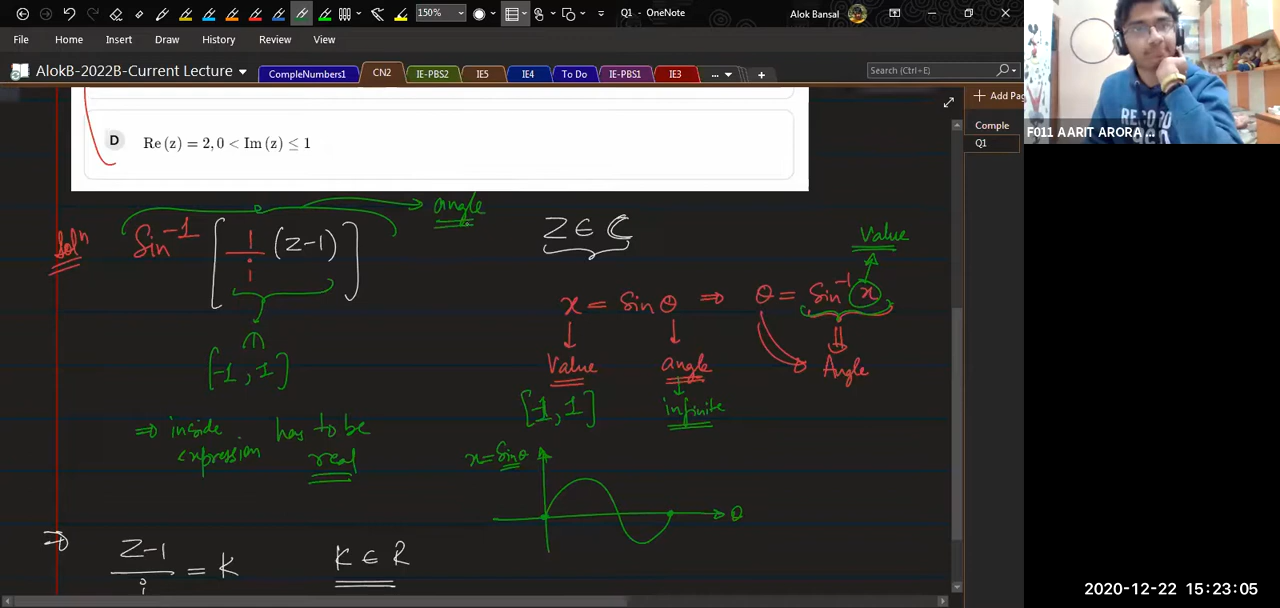 150%
Q1 - OneNote
Alok Bansal
File Home Insert Draw History Review View
AlokB-2022B-Current Lecture
CompleNumbers1 CN2 IE-PBS2 IE5 IE4 To Do IE-PBS1 IE3 ... +
Search (Ctrl+E)
+ Add Pag
Comple
Q1
D Re (z) = 2, 0 < Im (z) ≤ 1
F011 AARIT ARORA ...
angle
Solⁿ Sin⁻¹ [ 1/i (z-1) ]
Z ∈ C
Value
x = Sin θ ⇒ θ = Sin⁻¹ x
[-1, 1]
Value angle Angle
[-1, 1] infinite
⇒ inside has to be
expression real
x = Sinθ
θ
⇒ Z-1/i = K K ∈ R
2020-12-22 15:23:05